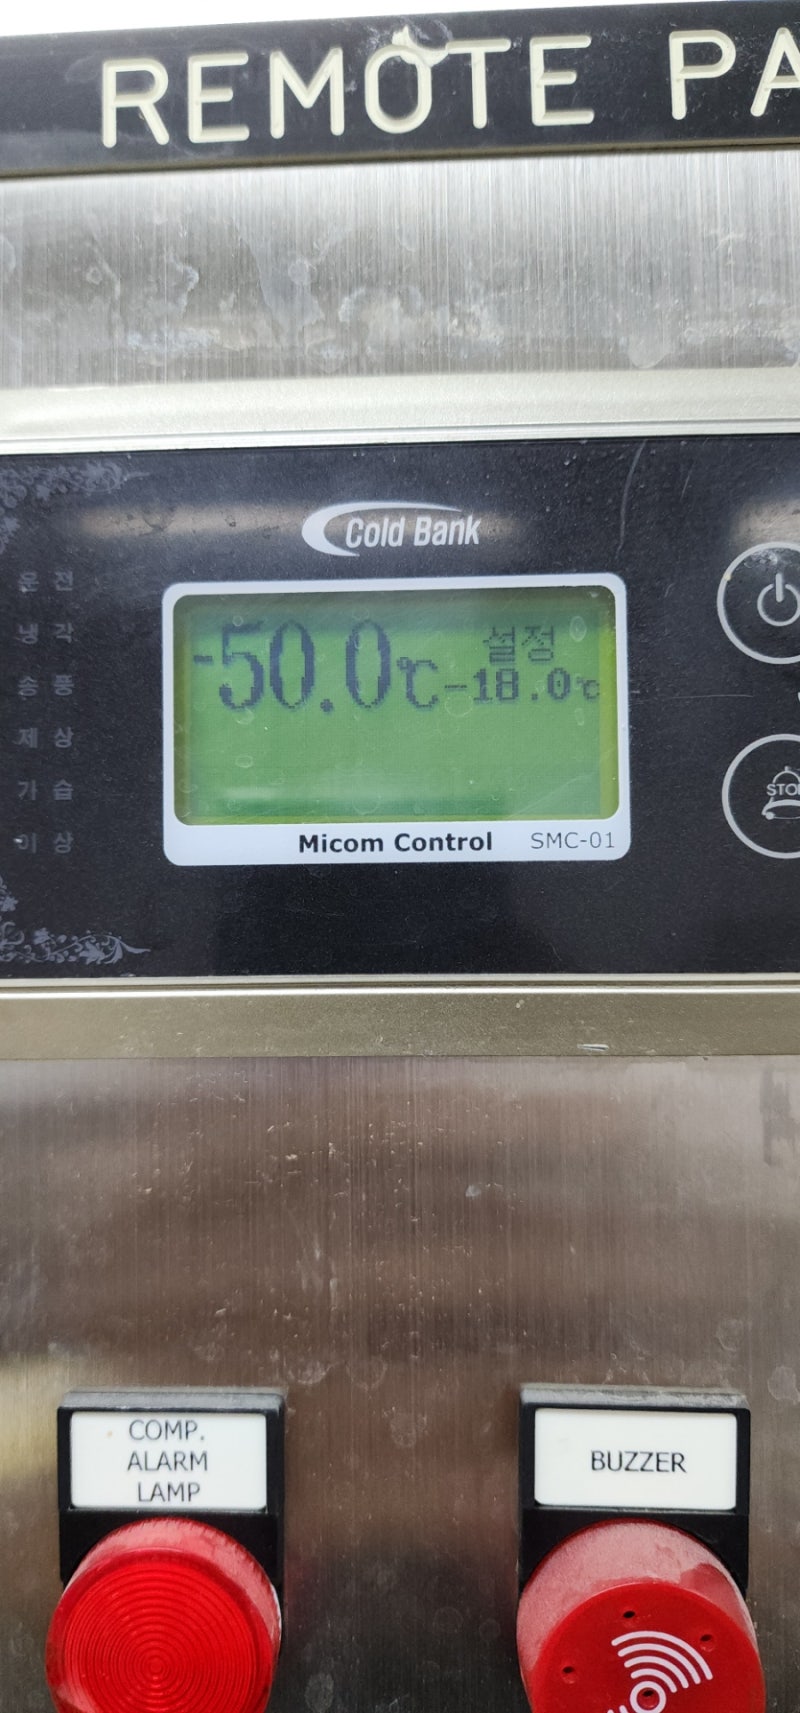 REMOTE PA
Cold Bank
운 전
냉 각
송 풍
제 상
가 습
이 상
-50.0℃
설정
-18.0℃
STOP
Micom Control SMC-01
COMP.
ALARM
LAMP
BUZZER